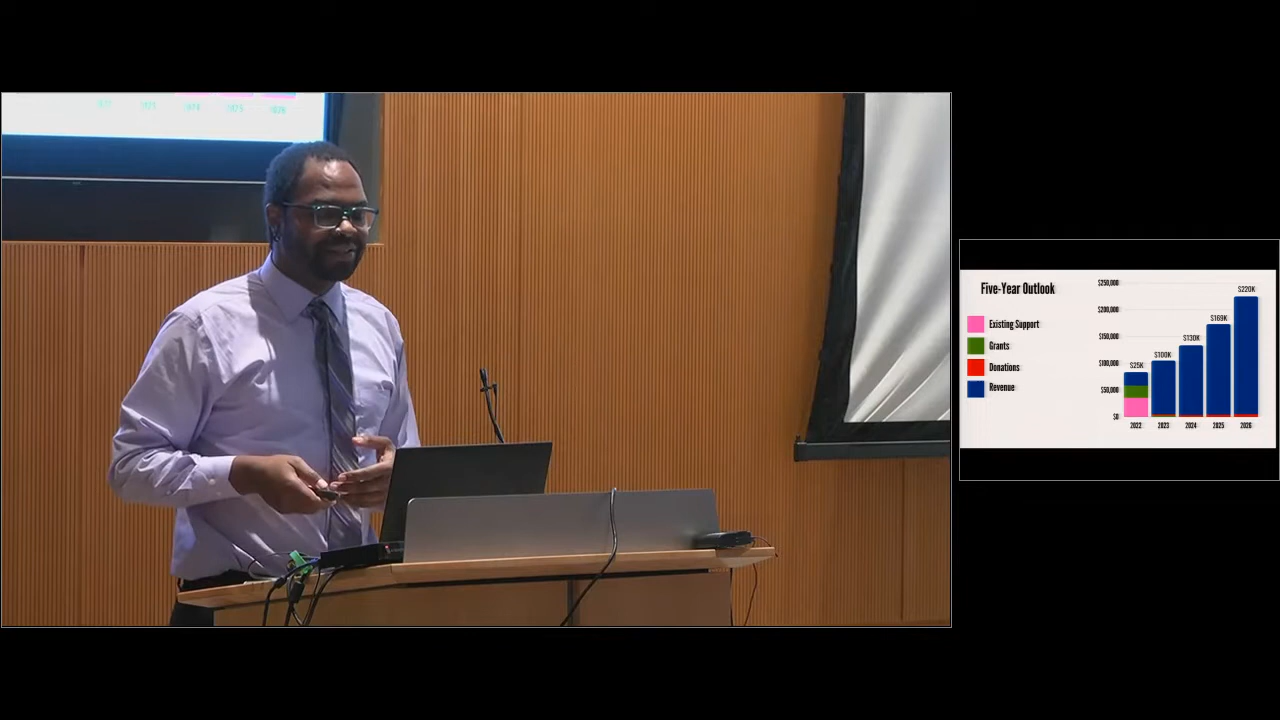 Five-Year Outlook
Existing Support
Grants
Donations
Revenue
$250,000
$200,000
$150,000
$100,000
$50,000
$0
$25K
$100K
$130K
$169K
$220K
2022
2023
2024
2025
2026